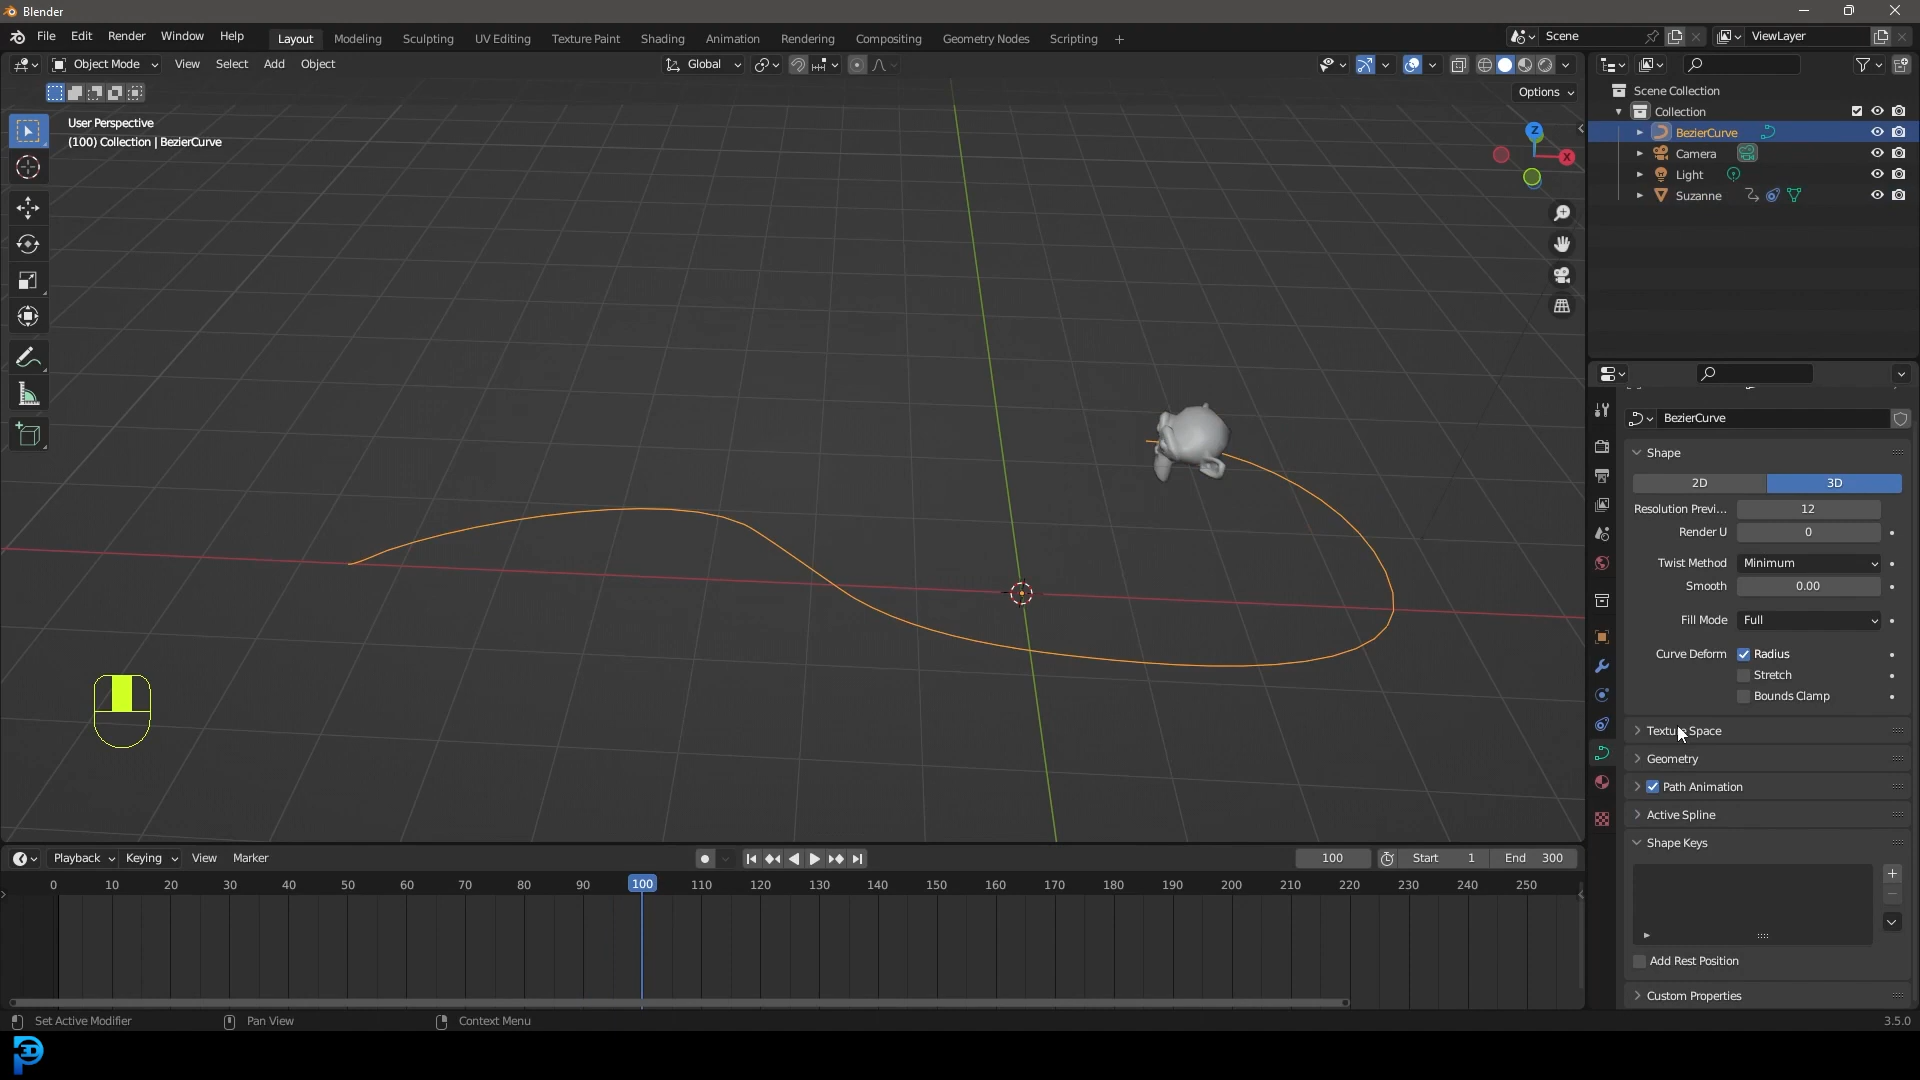 Blender
File Edit Render Window Help Layout Modeling Sculpting UV Editing Texture Paint Shading Animation Rendering Compositing Geometry Nodes Scripting + Scene ViewLayer
Object Mode View Select Add Object Global
Options
User Perspective
(100) Collection | BezierCurve
Z
X
Scene Collection
Collection
BezierCurve
Camera
Light
Suzanne
BezierCurve
Shape
2D 3D
Resolution Previ... 12
Render U 0
Twist Method Minimum
Smooth 0.00
Fill Mode Full
Curve Deform Radius
Stretch
Bounds Clamp
Texture Space
Geometry
Path Animation
Active Spline
Shape Keys
Add Rest Position
Custom Properties
Playback Keying View Marker 100 Start 1 End 300
0 10 20 30 40 50 60 70 80 90 100 110 120 130 140 150 160 170 180 190 200 210 220 230 240 250
Set Active Modifier Pan View Context Menu 3.5.0
3D